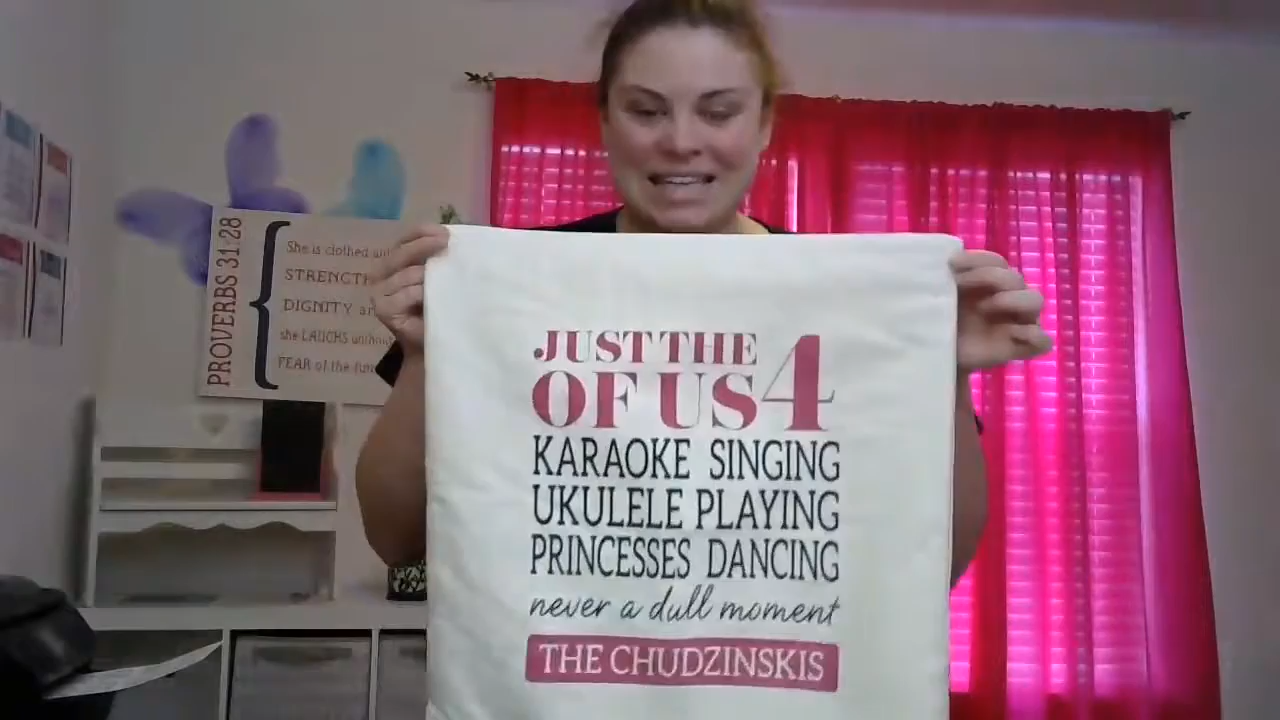 PROVERBS 31:28
She is clothed
STRENGTH
DIGNITY
she LAUGHS
FEAR of the
JUST THE
OF US 4
KARAOKE SINGING
UKULELE PLAYING
PRINCESSES DANCING
never a dull moment
THE CHUDZINSKIS